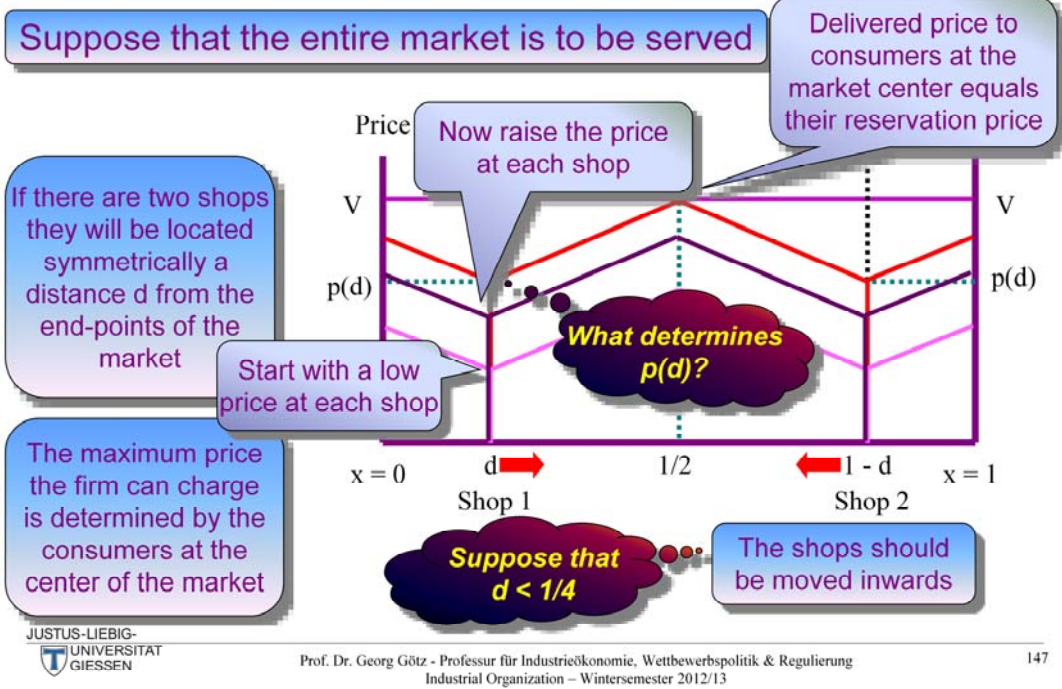 Suppose that the entire market is to be served
Delivered price to
consumers at the
market center equals
their reservation price
Price
Now raise the price
at each shop
If there are two shops
they will be located
symmetrically a
distance d from the
end-points of the
market
V
V
p(d)
p(d)
What determines
p(d)?
Start with a low
price at each shop
The maximum price
the firm can charge
is determined by the
consumers at the
center of the market
x = 0
d
1/2
1 - d
x = 1
Shop 1
Shop 2
Suppose that
d < 1/4
The shops should
be moved inwards
JUSTUS-LIEBIG-
UNIVERSITAT
GIESSEN
Prof. Dr. Georg Götz - Professur für Industrieökonomie, Wettbewerbspolitik & Regulierung
Industrial Organization – Wintersemester 2012/13
147